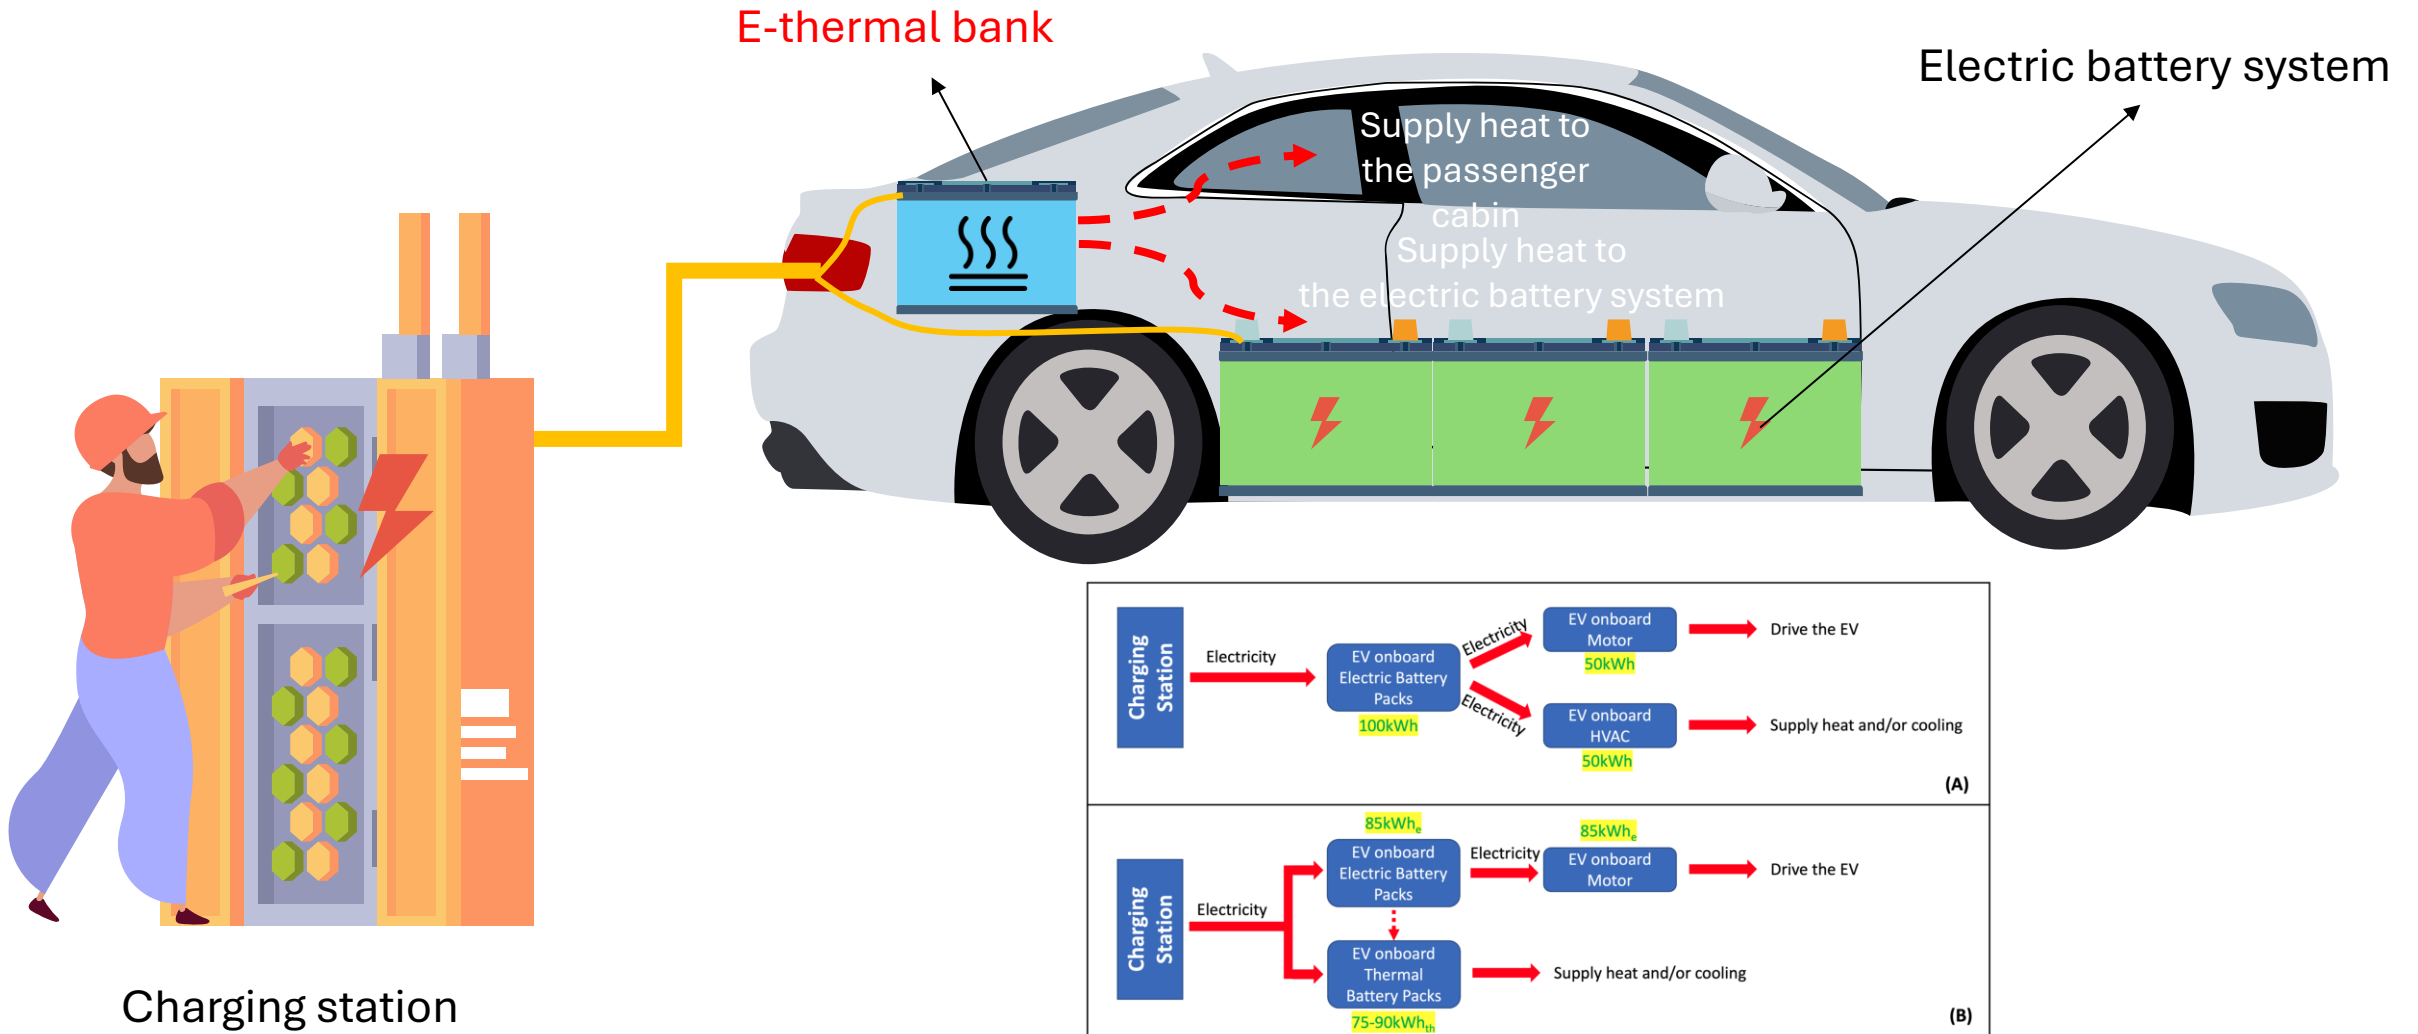 E-thermal bank
Electric battery system
Supply heat to
the passenger
cabin
Supply heat to
the electric battery system
Charging station
Charging
Station
Electricity
EV onboard
Electric Battery
Packs
100kWh
Electricity
EV onboard
Motor
50kWh
Drive the EV
Electricity
EV onboard
HVAC
50kWh
Supply heat and/or cooling
(A)
Charging
Station
Electricity
85kWhe
EV onboard
Electric Battery
Packs
Electricity
85kWhe
EV onboard
Motor
Drive the EV
EV onboard
Thermal
Battery Packs
75-90kWhth
Supply heat and/or cooling
(B)